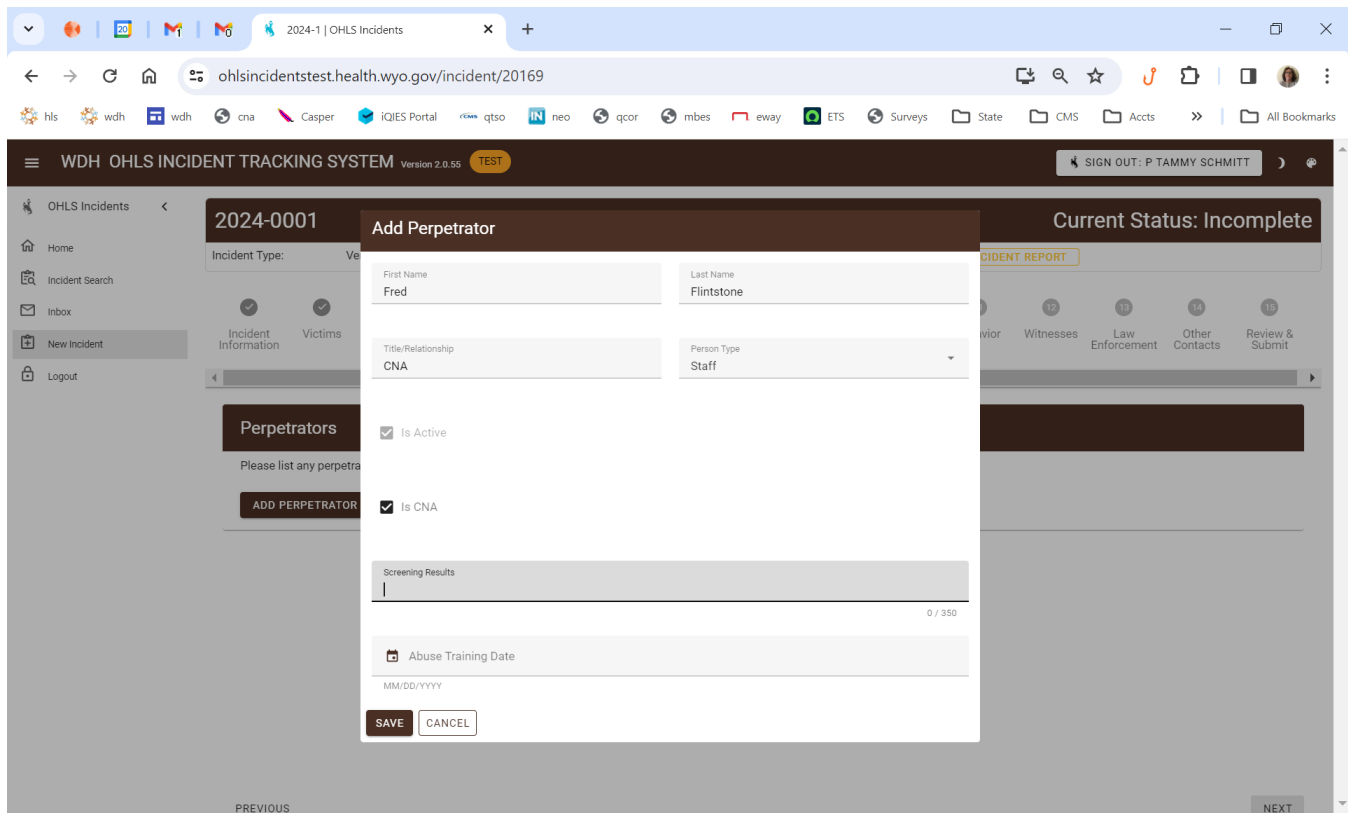 20
2024-1 | OHLS Incidents
ohlsincidentstest.health.wyo.gov/incident/20169
hls wdh wdh cna Casper iQIES Portal CMS qtso IN neo qcor mbes eway ETS Surveys State CMS Accts All Bookmarks
WDH OHLS INCIDENT TRACKING SYSTEM Version 2.0.55 TEST SIGN OUT: P TAMMY SCHMITT
OHLS Incidents
Home
Incident Search
Inbox
New Incident
Logout
2024-0001 Current Status: Incomplete
Incident Type: Ve CIDENT REPORT
Incident Information
Victims
vior
12 Witnesses
13 Law Enforcement
14 Other Contacts
15 Review & Submit
Perpetrators
Please list any perpetra
ADD PERPETRATOR
Add Perpetrator
First Name Last Name
Fred Flintstone
Title/Relationship Person Type
CNA Staff
Is Active
Is CNA
Screening Results
0 / 350
Abuse Training Date
MM/DD/YYYY
SAVE CANCEL
PREVIOUS NEXT